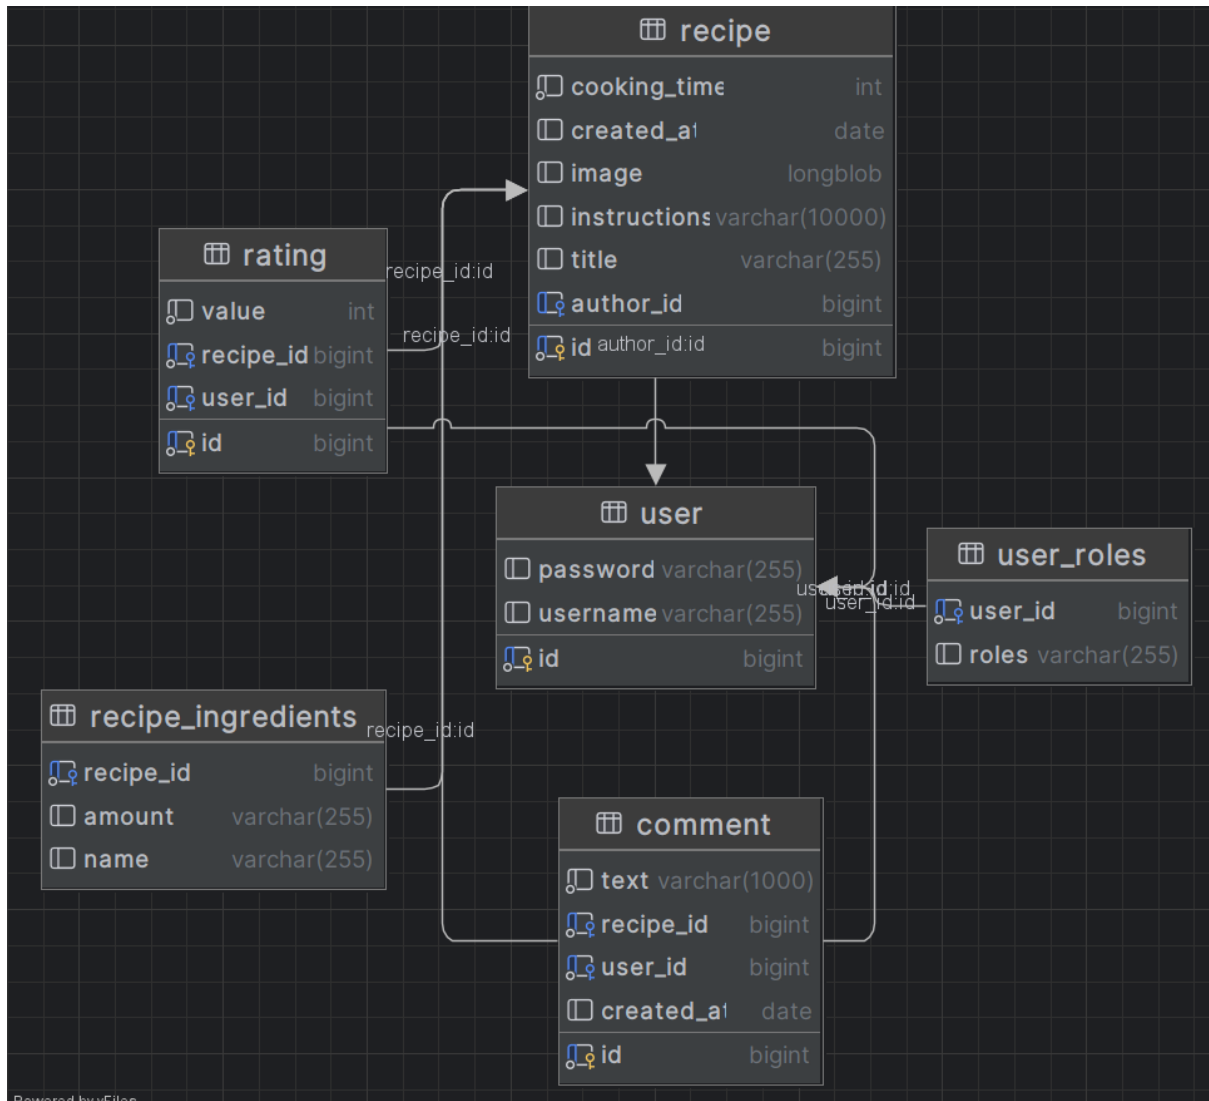 recipe
cooking_time int
created_at date
image longblob
instructions varchar(10000)
title varchar(255)
author_id bigint
id author_id:id bigint
rating
value int
recipe_id bigint
user_id bigint
id bigint
recipe_id:id
recipe_id:id
user
password varchar(255)
username varchar(255)
id bigint
user_id:id
user_roles
user_id bigint
roles varchar(255)
recipe_ingredients
recipe_id bigint
amount varchar(255)
name varchar(255)
recipe_id:id
comment
text varchar(1000)
recipe_id bigint
user_id bigint
created_at date
id bigint
Powered by yFiles